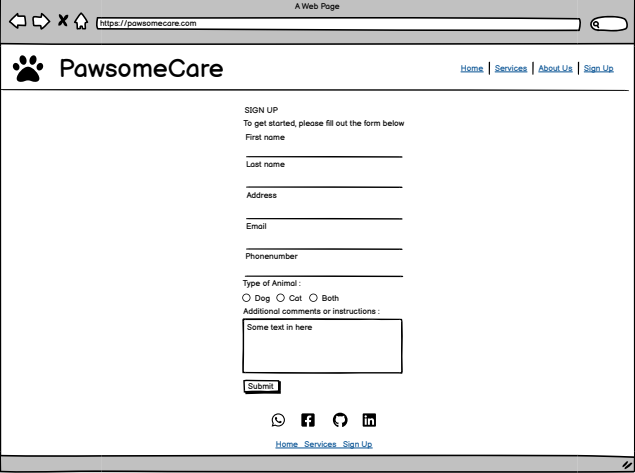 A Web Page
https://pawsomecare.com
PawsomeCare
Home | Services | About Us | Sign Up
SIGN UP
To get started, please fill out the form below
First name
Last name
Address
Email
Phonenumber
Type of Animal :
Dog Cat Both
Additional comments or instructions :
Some text in here
Submit
Home Services Sign Up